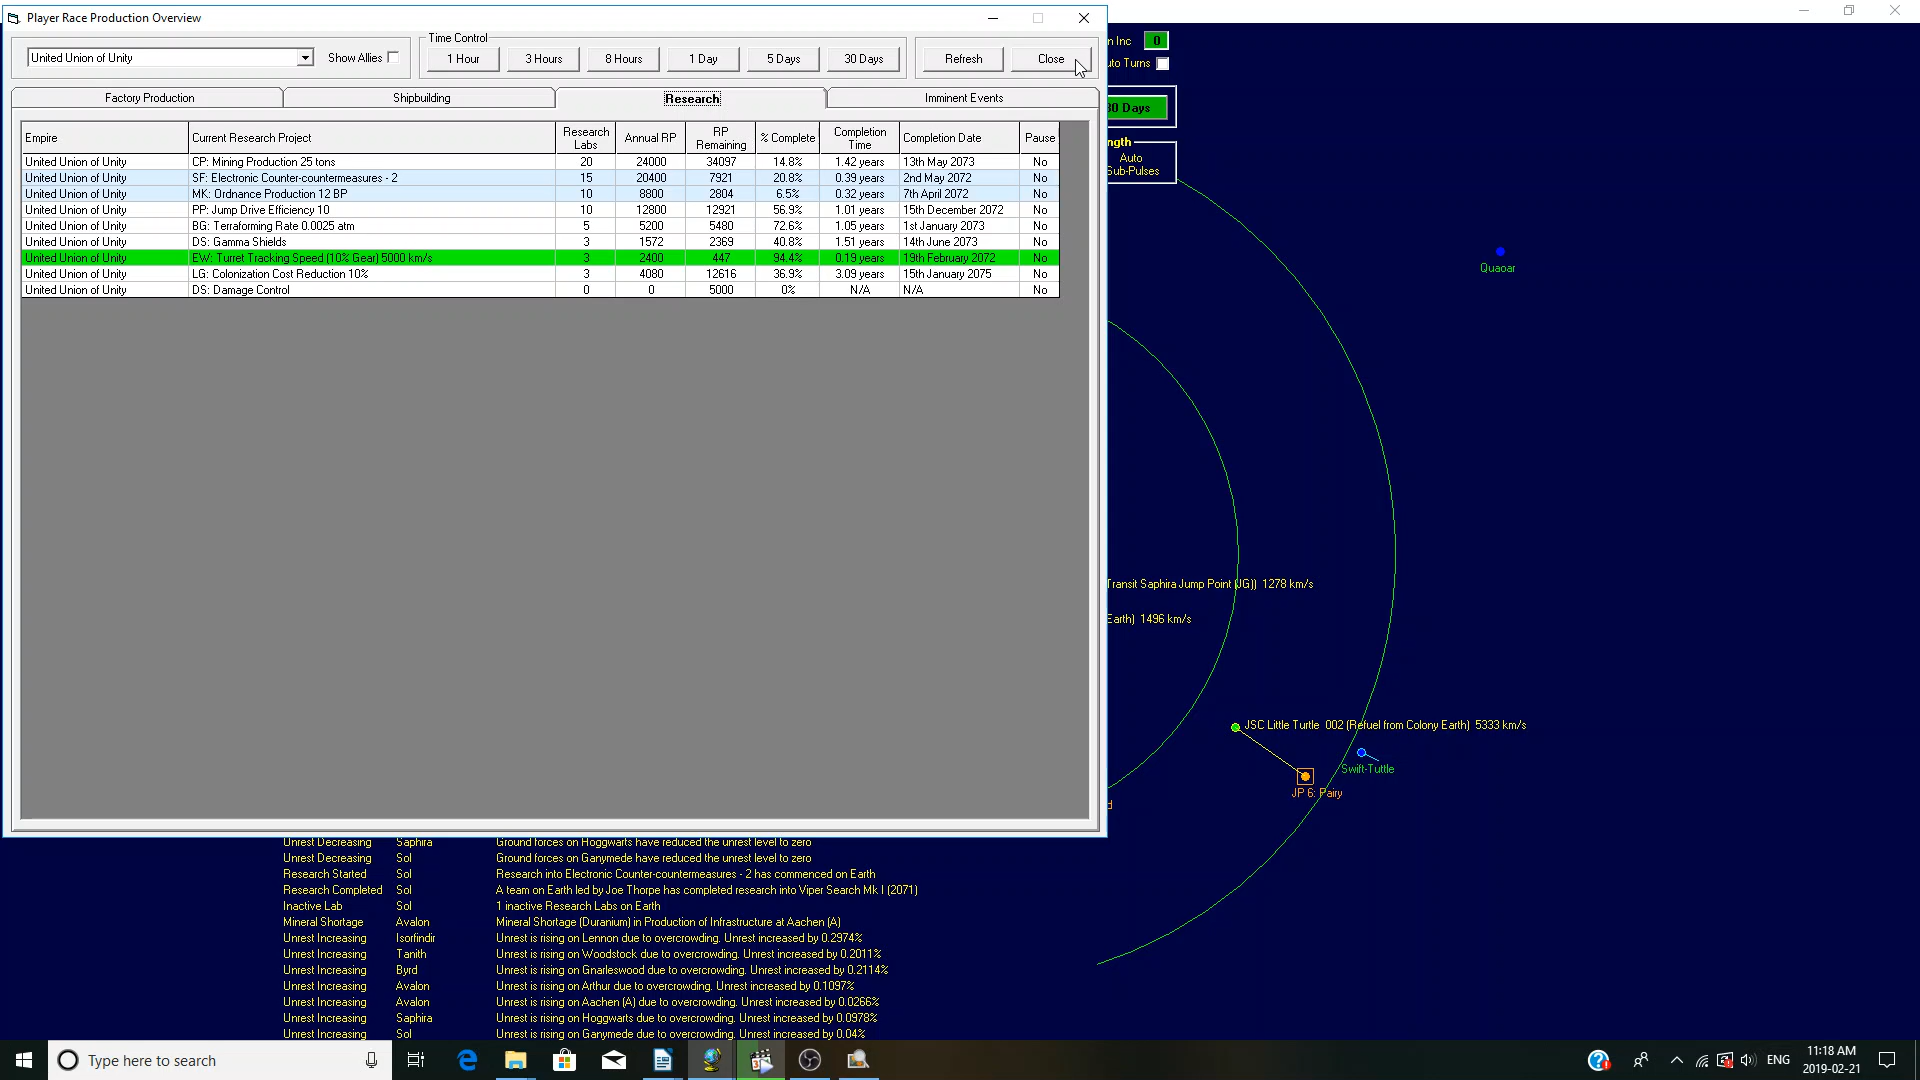 Player Race Production Overview
United Union of Unity
Show Allies
Time Control
1 Hour 3 Hours 8 Hours 1 Day 5 Days 30 Days
Refresh Close
Inc 0
uto Turns
30 Days
ngth
Auto
Sub-Pulses
Factory Production Shipbuilding Research Imminent Events
Empire Current Research Project Research Labs Annual RP RP Remaining % Complete Completion Time Completion Date Pause
United Union of Unity CP: Mining Production 25 tons 20 24000 34097 14.8% 1.42 years 13th May 2073 No
United Union of Unity SF: Electronic Counter-countermeasures - 2 15 20400 7921 20.8% 0.39 years 2nd May 2072 No
United Union of Unity MK: Ordnance Production 12 BP 10 8800 2804 6.5% 0.32 years 7th April 2072 No
United Union of Unity PP: Jump Drive Efficiency 10 10 12800 12921 56.9% 1.01 years 15th December 2072 No
United Union of Unity BG: Terraforming Rate 0.0025 atm 5 5200 5480 72.6% 1.05 years 1st January 2073 No
United Union of Unity DS: Gamma Shields 3 1572 2369 40.8% 1.51 years 14th June 2073 No
United Union of Unity EW: Turret Tracking Speed (10% Gear) 5000 km/s 3 2400 447 94.4% 0.19 years 19th February 2072 No
United Union of Unity LG: Colonization Cost Reduction 10% 3 4080 12616 36.9% 3.09 years 15th January 2075 No
United Union of Unity DS: Damage Control 0 0 5000 0% N/A N/A No
Quaoar
Transit Saphira Jump Point (JG)) 1278 km/s
Earth) 1496 km/s
JSC Little Turtle 002 (Refuel from Colony Earth) 5333 km/s
Swift-Tuttle
JP 6: Pairy
d
Unrest Decreasing Saphira Ground forces on Hoggwarts have reduced the unrest level to zero
Unrest Decreasing Sol Ground forces on Ganymede have reduced the unrest level to zero
Research Started Sol Research into Electronic Counter-countermeasures - 2 has commenced on Earth
Research Completed Sol A team on Earth led by Joe Thorpe has completed research into Viper Search Mk I (2071)
Inactive Lab Sol 1 inactive Research Labs on Earth
Mineral Shortage Avalon Mineral Shortage (Duranium) in Production of Infrastructure at Aachen (A)
Unrest Increasing Isorfindir Unrest is rising on Lennon due to overcrowding. Unrest increased by 0.2974%
Unrest Increasing Tanith Unrest is rising on Woodstock due to overcrowding. Unrest increased by 0.2011%
Unrest Increasing Byrd Unrest is rising on Gnarleswood due to overcrowding. Unrest increased by 0.2114%
Unrest Increasing Avalon Unrest is rising on Arthur due to overcrowding. Unrest increased by 0.1097%
Unrest Increasing Avalon Unrest is rising on Aachen (A) due to overcrowding. Unrest increased by 0.0266%
Unrest Increasing Saphira Unrest is rising on Hoggwarts due to overcrowding. Unrest increased by 0.0978%
Unrest Increasing Sol Unrest is rising on Ganymede due to overcrowding. Unrest increased by 0.04%
Type here to search
ENG
11:18 AM
2019-02-21